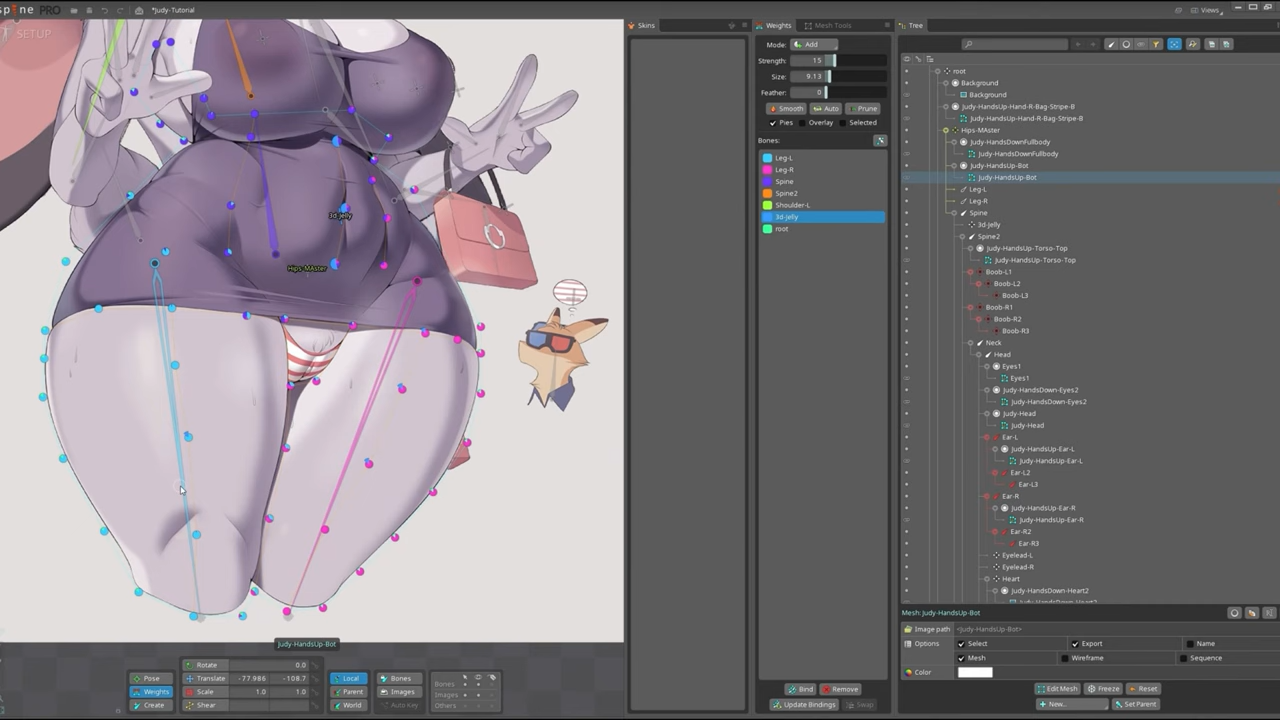 spine PRO
*Judy-Tutorial
Views
SETUP
Skins
Weights
Mesh Tools
Tree
Mode:
Add
Strength:
15
Size:
9.13
Feather:
0
Smooth
Auto
Prune
Pies
Overlay
Selected
Bones:
Leg-L
Leg-R
Spine
Spine2
Shoulder-L
3d-Jelly
root
root
Background
Background
Judy-HandsUp-Hand-R-Bag-Stripe-B
Judy-HandsUp-Hand-R-Bag-Stripe-B
Hips-MAster
Judy-HandsDownFullbody
Judy-HandsDownFullbody
Judy-HandsUp-Bot
Judy-HandsUp-Bot
Leg-L
Leg-R
Spine
3d-Jelly
Spine2
Judy-HandsUp-Torso-Top
Judy-HandsUp-Torso-Top
Boob-L1
Boob-L2
Boob-L3
Boob-R1
Boob-R2
Boob-R3
Neck
Head
Eyes1
Eyes1
Judy-HandsDown-Eyes2
Judy-HandsDown-Eyes2
Judy-Head
Judy-Head
Ear-L
Judy-HandsUp-Ear-L
Judy-HandsUp-Ear-L
Ear-L2
Ear-L3
Ear-R
Judy-HandsUp-Ear-R
Judy-HandsUp-Ear-R
Ear-R2
Ear-R3
Eyelead-L
Eyelead-R
Heart
Judy-HandsDown-Heart2
Judy-HandsDown-Heart2
3d-Jelly
Hips-MAster
Judy-HandsUp-Bot
Pose
Weights
Create
Rotate
0.0
Translate
-77.986
-108.7
Scale
1.0
1.0
Shear
Local
Parent
World
Bones
Images
Auto Key
Bones
Images
Others
Bind
Remove
Update Bindings
Swap
Mesh: Judy-HandsUp-Bot
Image path
<Judy-HandsUp-Bot>
Options
Select
Export
Name
Mesh
Wireframe
Sequence
Color
Edit Mesh
Freeze
Reset
New...
Set Parent